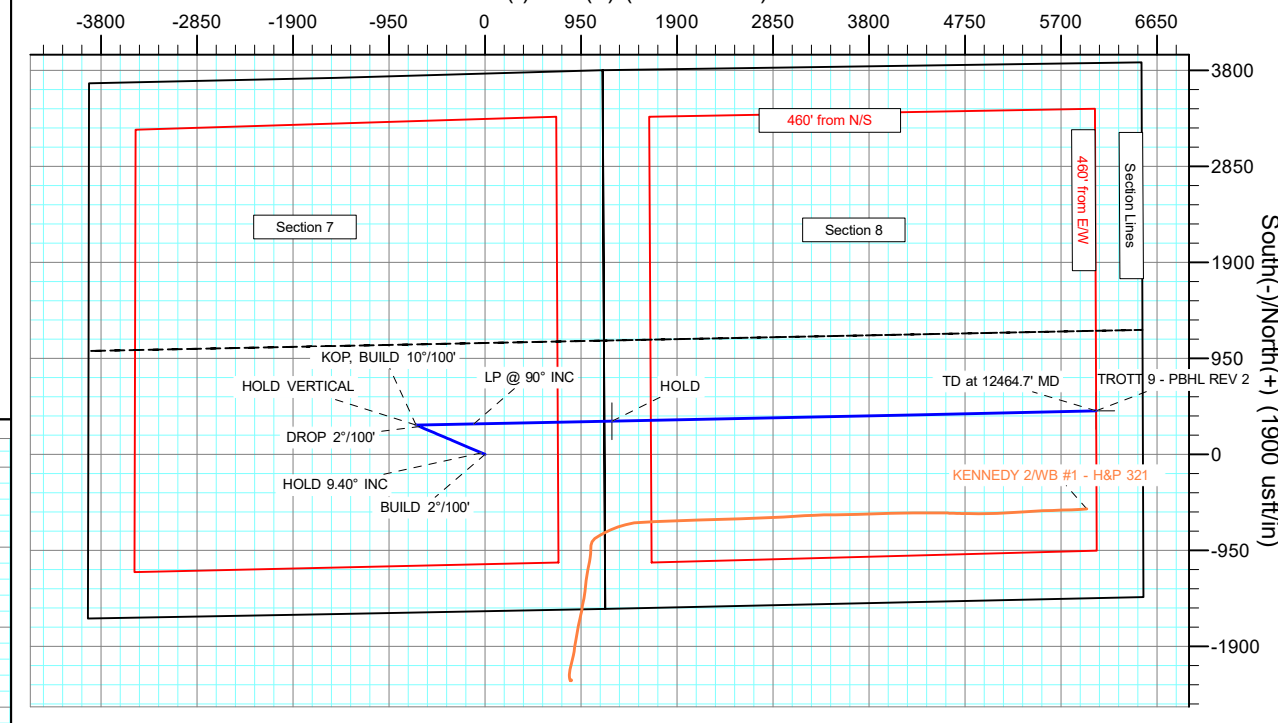 -3800 -2850 -1900 -950 0 950 1900 2850 3800 4750 5700 6650
3800
460' from N/S
2850
460' from E/W
Section Lines
Section 7
Section 8
1900
South(-)/North(+) (1900 usft/in)
950
KOP, BUILD 10°/100'
LP @ 90° INC
HOLD VERTICAL
HOLD
TD at 12464.7' MD
TROTT 9 - PBHL REV 2
DROP 2°/100'
0
HOLD 9.40° INC
KENNEDY 2/WB #1 - H&P 321
BUILD 2°/100'
-950
-1900